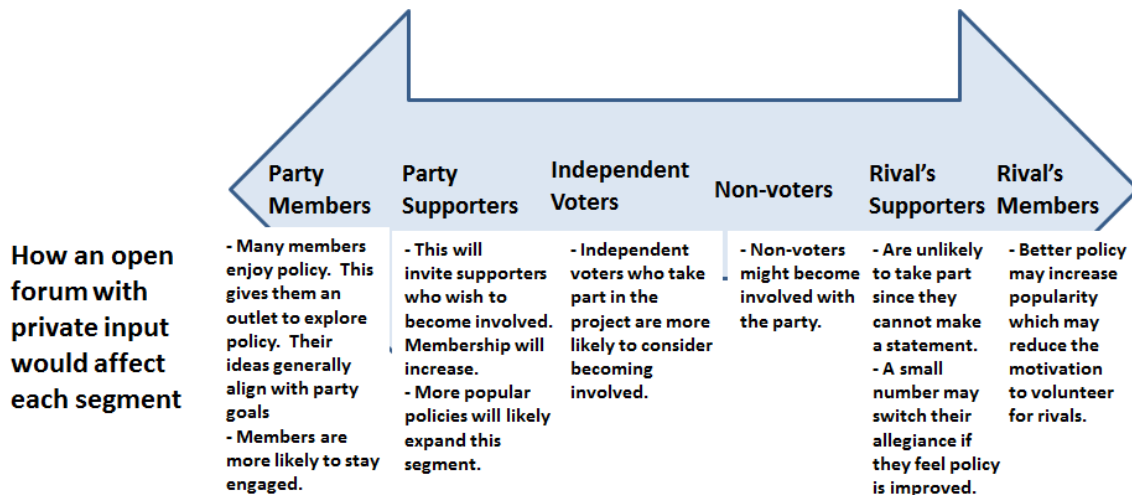 Party
Members
Party
Supporters
Independent
Voters
Non-voters
Rival's
Supporters
Rival's
Members
How an open
forum with
private input
would affect
each segment
- Many members
enjoy policy.  This
gives them an
outlet to explore
policy.  Their
ideas generally
align with party
goals
- Members are
more likely to stay
engaged.
- This will
invite supporters
who wish to
become involved.
Membership will
increase.
- More popular
policies will likely
expand this
segment.
- Independent
voters who take
part in the
project are more
likely to consider
becoming
involved.
- Non-voters
might become
involved with
the party.
- Are unlikely
to take part
since they
cannot make
a statement.
- A small
number may
switch their
allegiance if
they feel policy
is improved.
- Better policy
may increase
popularity
which may
reduce the
motivation
to volunteer
for rivals.